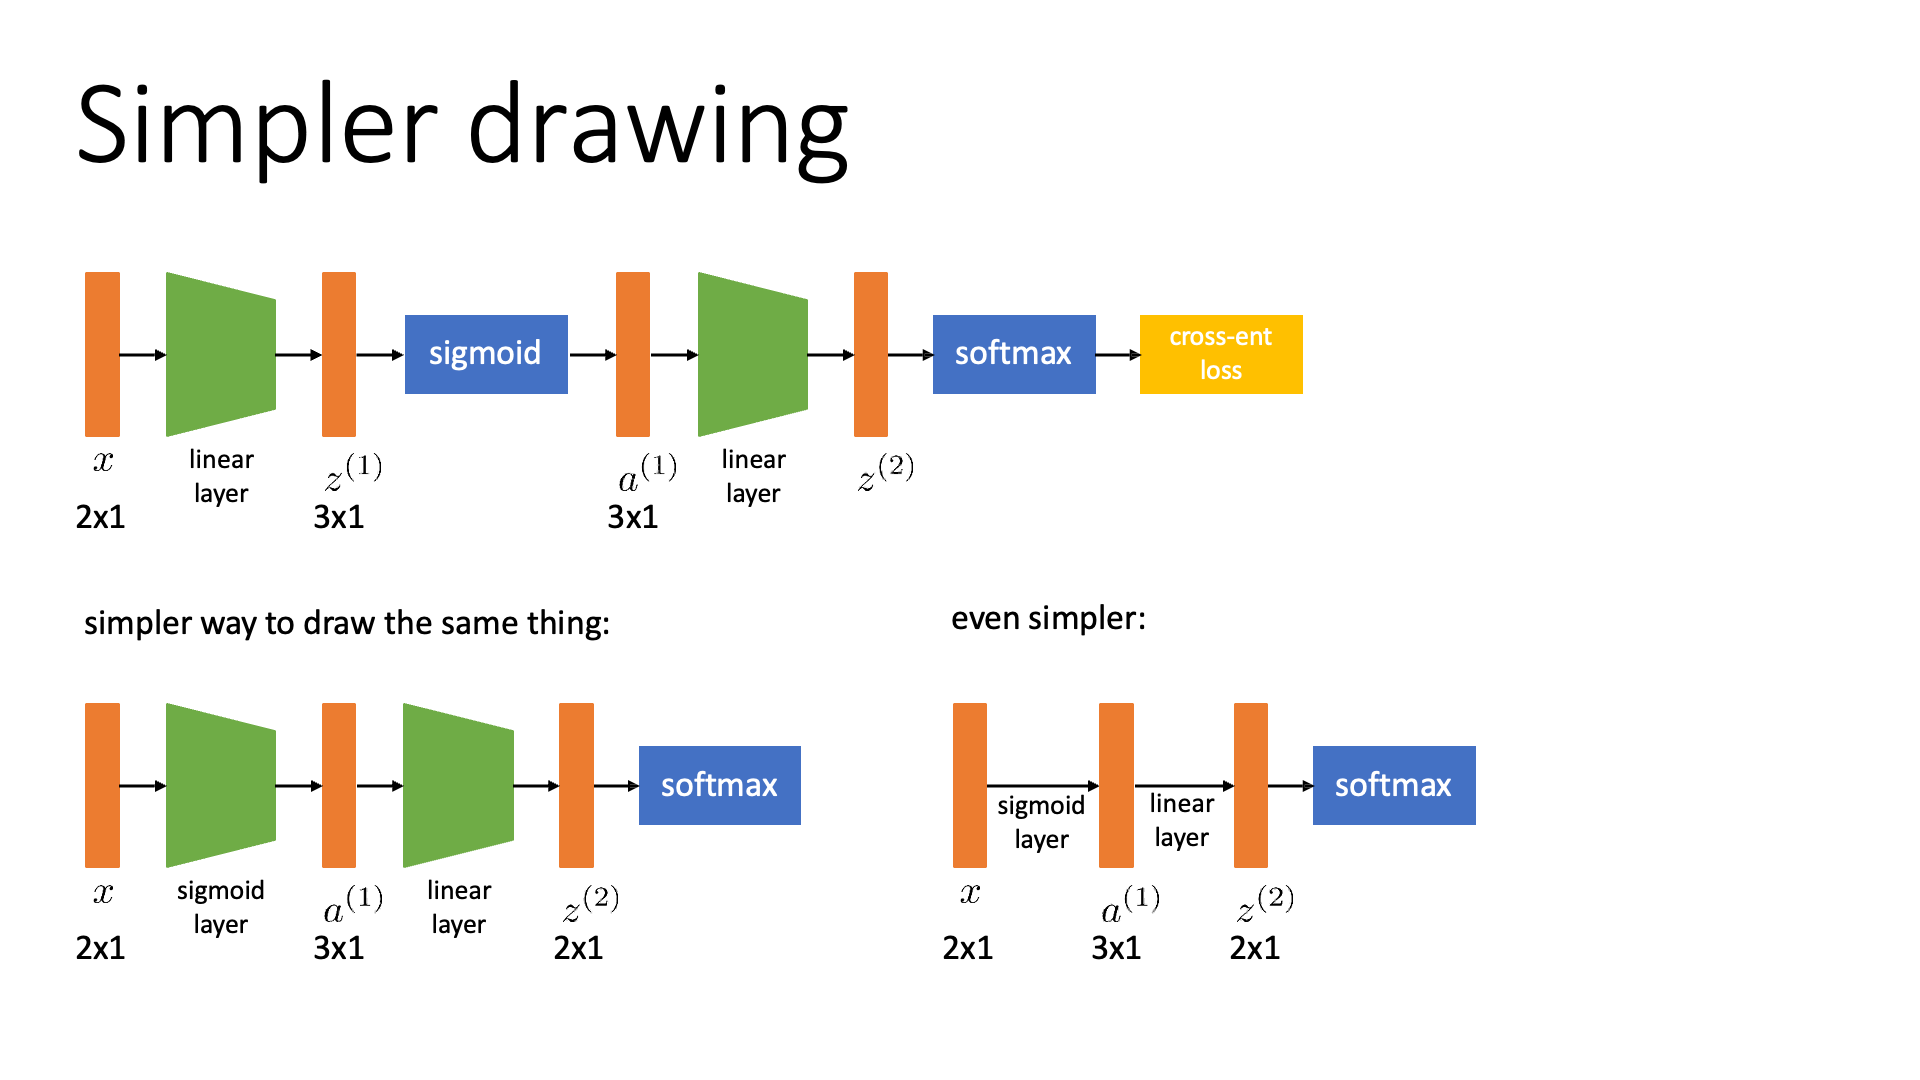 Simpler drawing
sigmoid
softmax
cross-ent
loss
x
linear
layer
z^{(1)}
a^{(1)}
linear
layer
z^{(2)}
2x1
3x1
3x1
simpler way to draw the same thing:
softmax
x
sigmoid
layer
a^{(1)}
linear
layer
z^{(2)}
2x1
3x1
2x1
even simpler:
sigmoid
layer
linear
layer
softmax
x
a^{(1)}
z^{(2)}
2x1
3x1
2x1